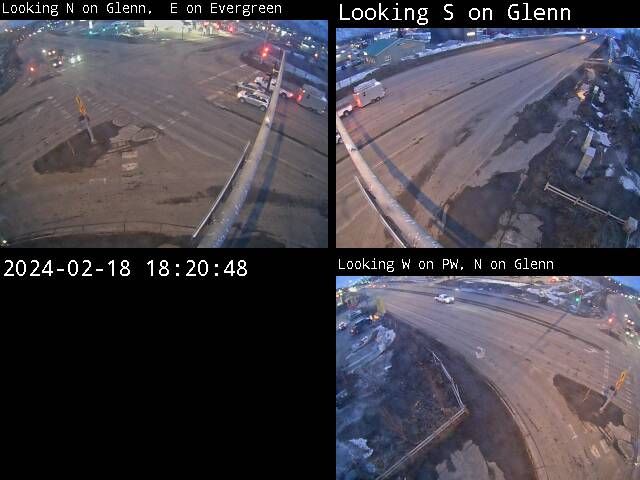 Looking N on Glenn,  E on Evergreen
Looking S on Glenn
2024-02-18 18:20:48
Looking W on PW, N on Glenn